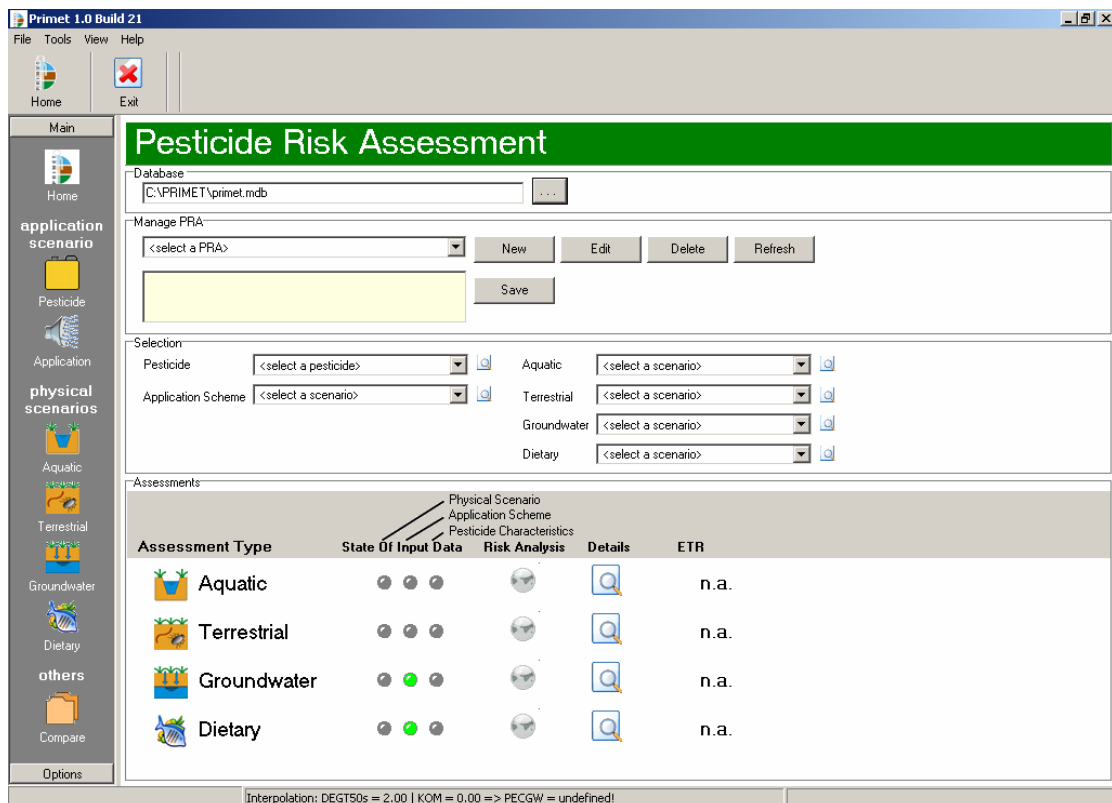 Primet 1.0 Build 21
File Tools View Help
Home Exit
Main
Home
application
scenario
Pesticide
Application
physical
scenarios
Aquatic
Terrestrial
Groundwater
Dietary
others
Compare
Options
Pesticide Risk Assessment
Database
C:\PRIMET\primet.mdb
...
Manage PRA
<select a PRA>
New Edit Delete Refresh
Save
Selection
Pesticide <select a pesticide> Aquatic <select a scenario>
Application Scheme <select a scenario> Terrestrial <select a scenario>
Groundwater <select a scenario>
Dietary <select a scenario>
Assessments
Physical Scenario
Application Scheme
Pesticide Characteristics
Assessment Type State Of Input Data Risk Analysis Details ETR
Aquatic n.a.
Terrestrial n.a.
Groundwater n.a.
Dietary n.a.
Interpolation: DEGT50s = 2.00 | KOM = 0.00 => PECGW = undefined!